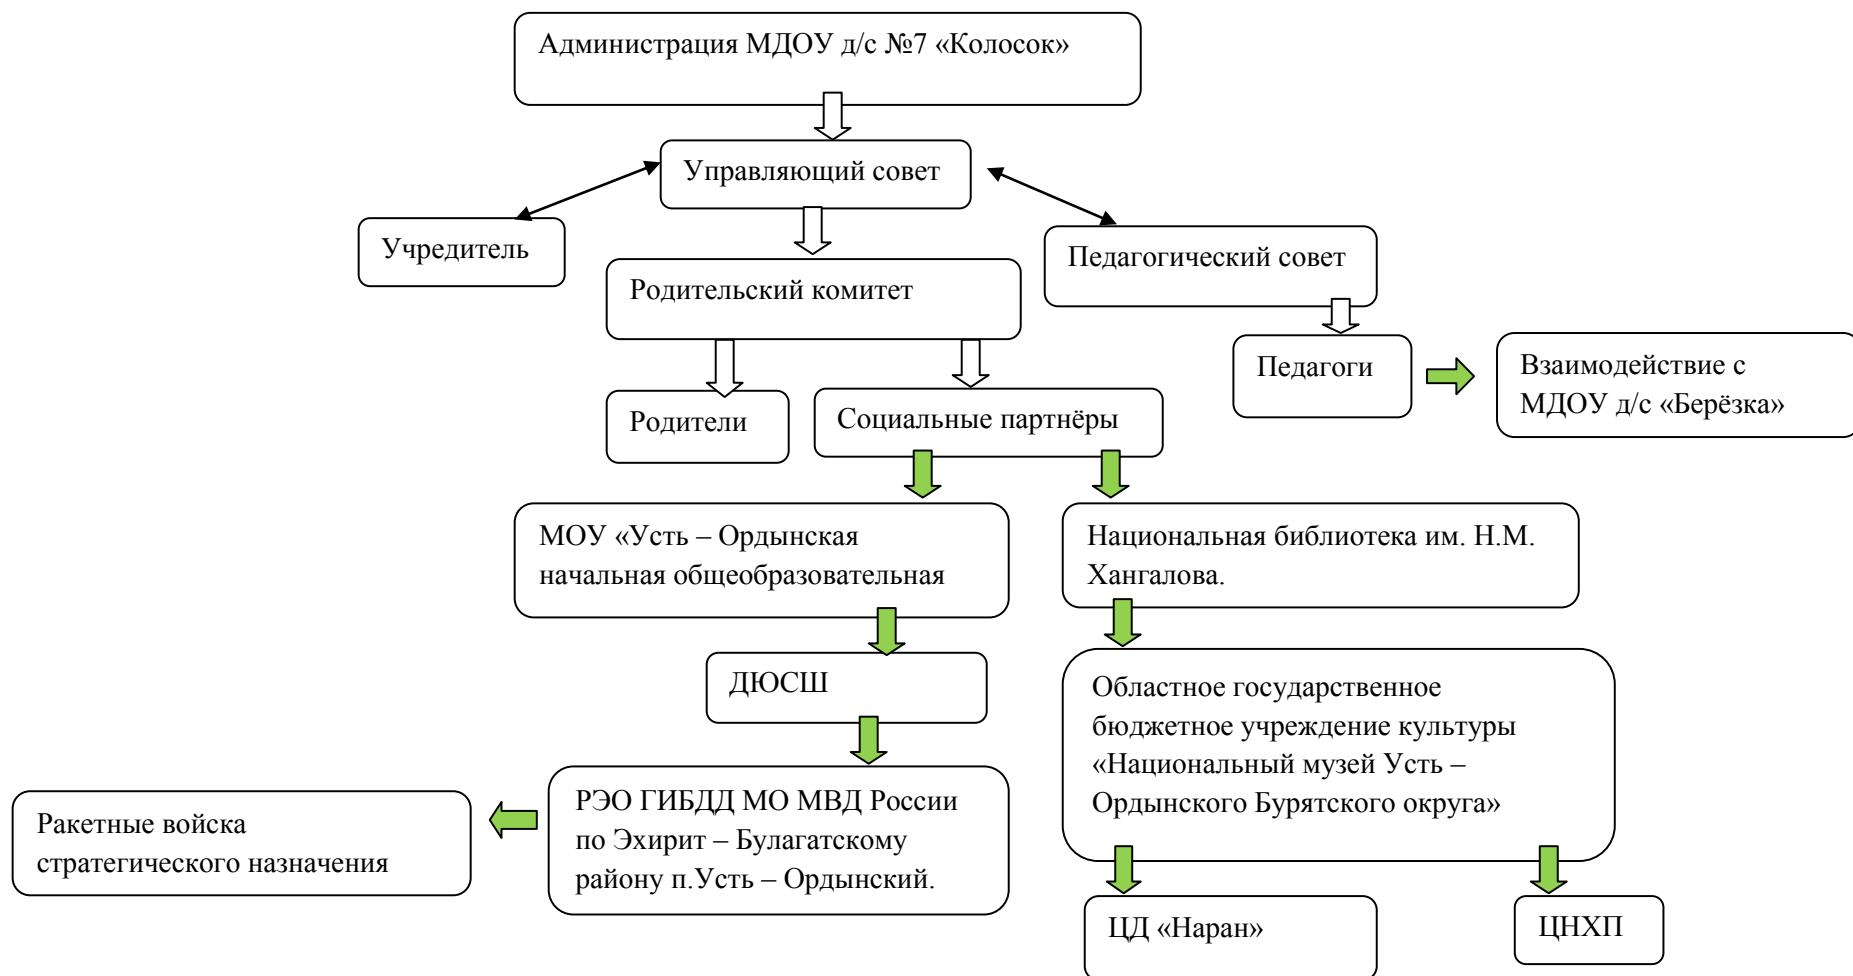 Администрация МДОУ д/с №7 «Колосок»
Управляющий совет
Учредитель
Педагогический совет
Родительский комитет
Педагоги
Взаимодействие с
МДОУ д/с «Берёзка»
Родители
Социальные партнёры
МОУ «Усть – Ордынская
начальная общеобразовательная
Национальная библиотека им. Н.М.
Хангалова.
ДЮСШ
Областное государственное
бюджетное учреждение культуры
«Национальный музей Усть –
Ордынского Бурятского округа»
РЭО ГИБДД МО МВД России
по Эхирит – Булагатскому
району п.Усть – Ордынский.
Ракетные войска
стратегического назначения
ЦД «Наран»
ЦНХП